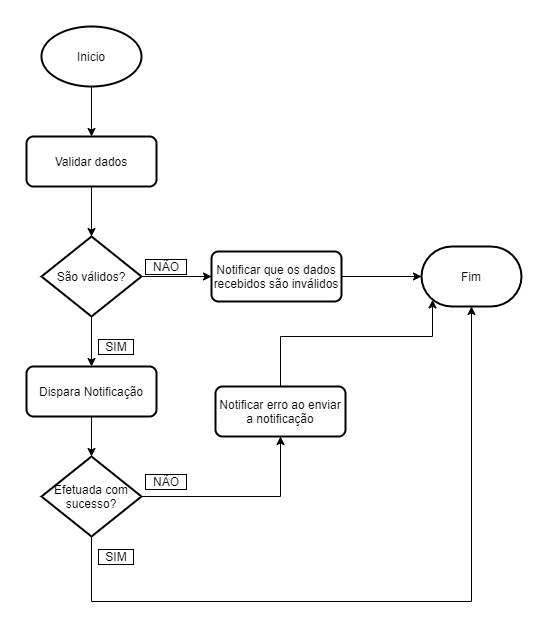 Inicio
Validar dados
São válidos?
NÃO
Notificar que os dados
recebidos são inválidos
Fim
SIM
Dispara Notificação
Notificar erro ao enviar
a notificação
Efetuada com
sucesso?
NÃO
SIM